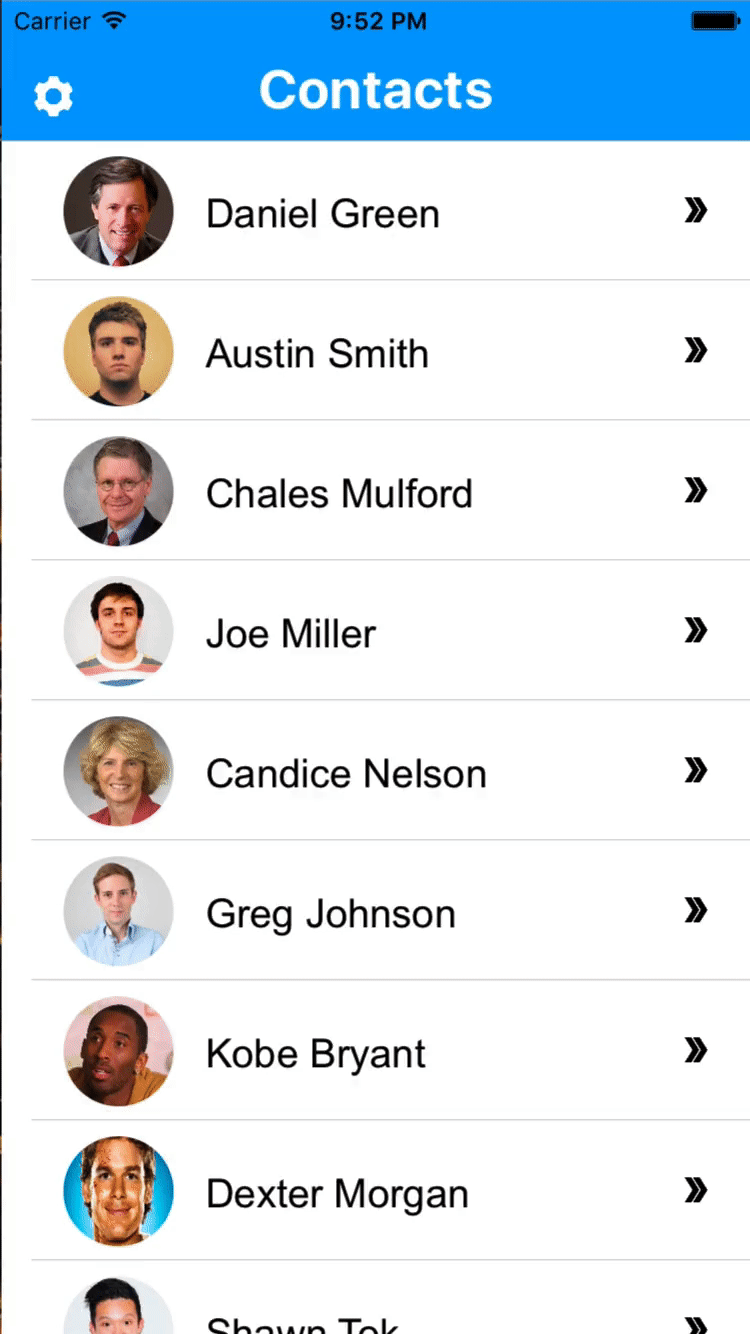 Carrier 9:52 PM
Contacts
Daniel Green
Austin Smith
Chales Mulford
Joe Miller
Candice Nelson
Greg Johnson
Kobe Bryant
Dexter Morgan
Shawn Tok